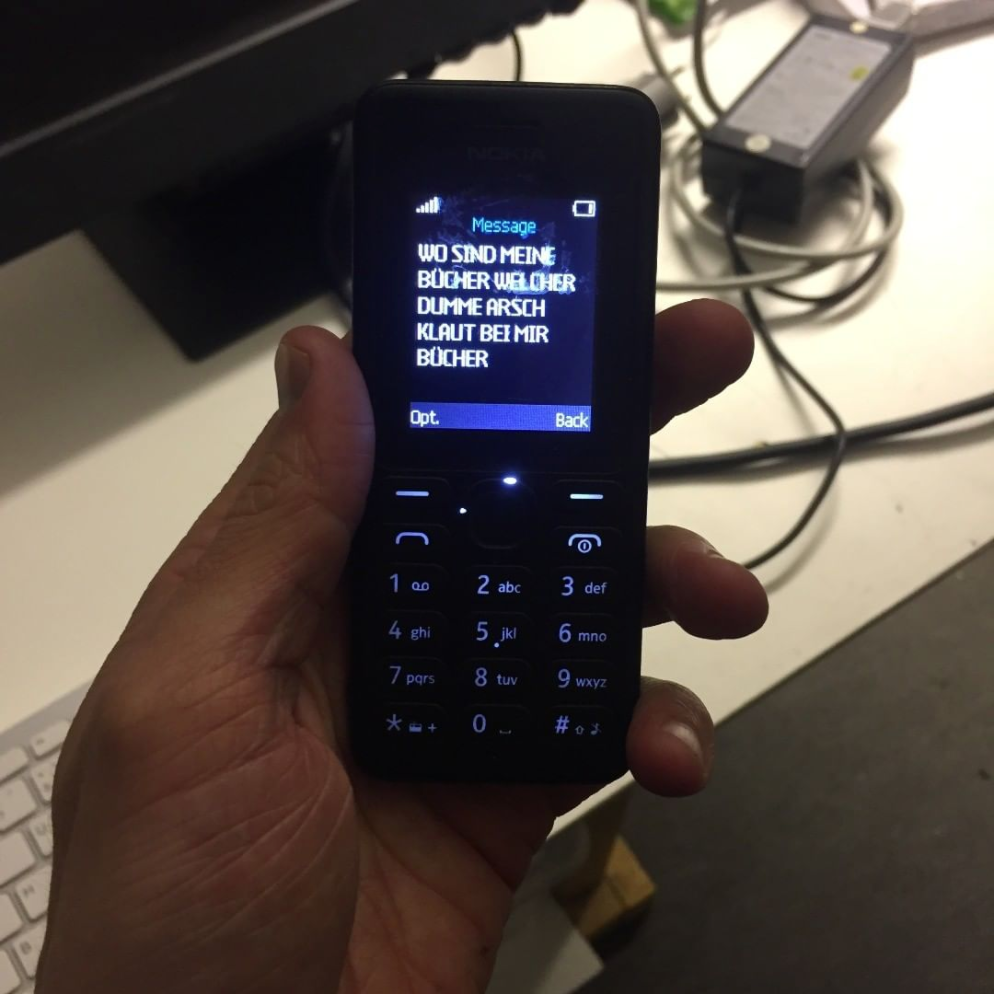 NOKIA
Message
WO SIND MEINE
BÜCHER WELCHER
DUMME ARSCH
KLAUT BEI MIR
BÜCHER
Opt. Back
1 2 abc 3 def
4 ghi 5 jkl 6 mno
7 pqrs 8 tuv 9 wxyz
* + 0 #